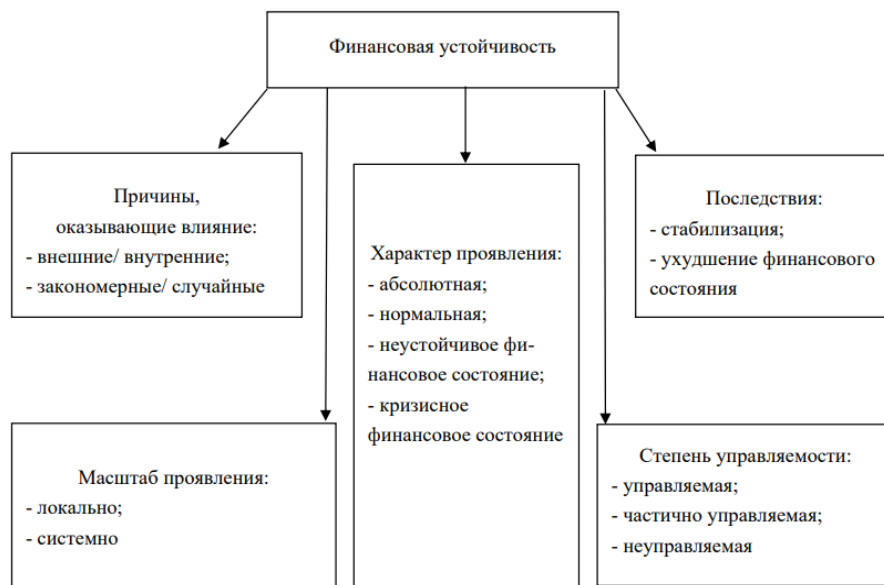 Финансовая устойчивость
Причины,
оказывающие влияние:
- внешние/ внутренние;
- закономерные/ случайные
Характер проявления:
- абсолютная;
- нормальная;
- неустойчивое фи-
нансовое состояние;
- кризисное
финансовое состояние
Последствия:
- стабилизация;
- ухудшение финансового
состояния
Масштаб проявления:
- локально;
- системно
Степень управляемости:
- управляемая;
- частично управляемая;
- неуправляемая